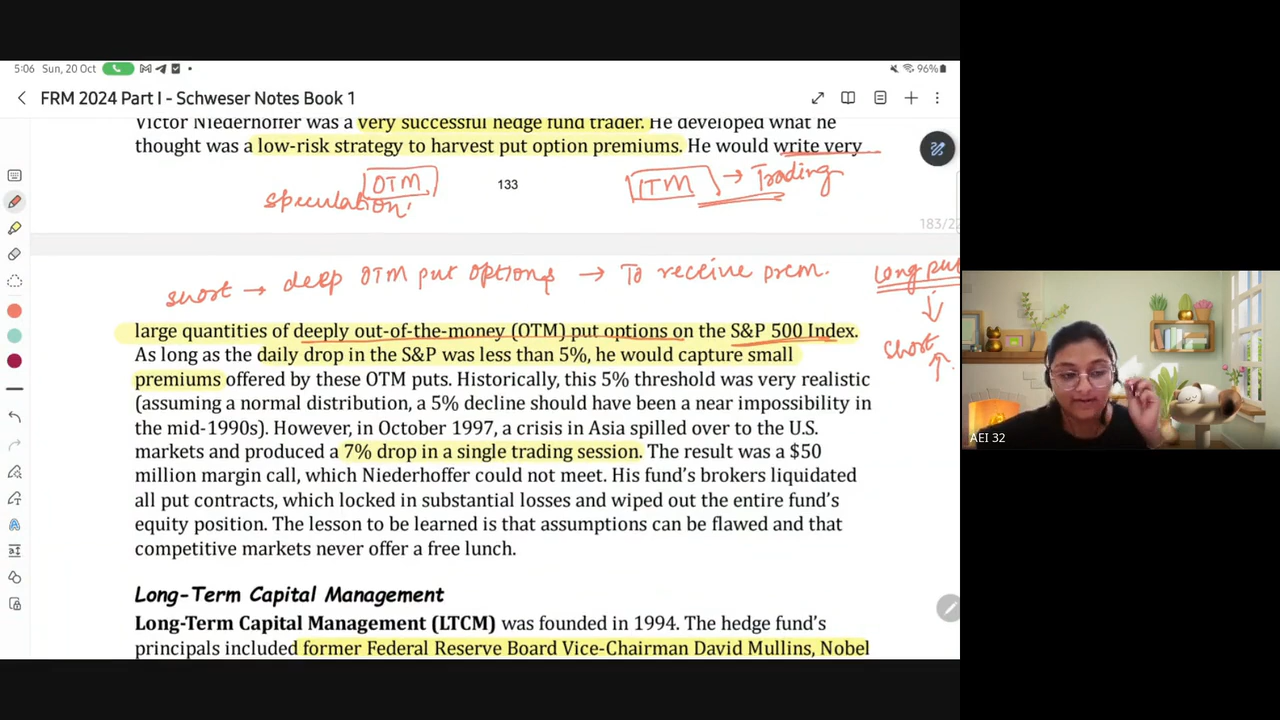 5:06 Sun, 20 Oct
96%
FRM 2024 Part I - Schweser Notes Book 1
Victor Niederhoffer was a very successful hedge fund trader. He developed what he
thought was a low-risk strategy to harvest put option premiums. He would write very
OTM
133
ITM → Trading
speculation
183/2
short → deep OTM put options → To receive prem.
long put
short ↑
large quantities of deeply out-of-the-money (OTM) put options on the S&P 500 Index.
As long as the daily drop in the S&P was less than 5%, he would capture small
premiums offered by these OTM puts. Historically, this 5% threshold was very realistic
(assuming a normal distribution, a 5% decline should have been a near impossibility in
the mid-1990s). However, in October 1997, a crisis in Asia spilled over to the U.S.
markets and produced a 7% drop in a single trading session. The result was a $50
million margin call, which Niederhoffer could not meet. His fund's brokers liquidated
all put contracts, which locked in substantial losses and wiped out the entire fund's
equity position. The lesson to be learned is that assumptions can be flawed and that
competitive markets never offer a free lunch.
Long-Term Capital Management
Long-Term Capital Management (LTCM) was founded in 1994. The hedge fund's
principals included former Federal Reserve Board Vice-Chairman David Mullins, Nobel
AEI 32